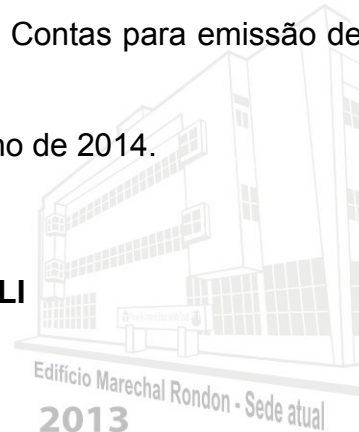 Contas para emissão de
no de 2014.
LI
Edifício Marechal Rondon - Sede atual
2013